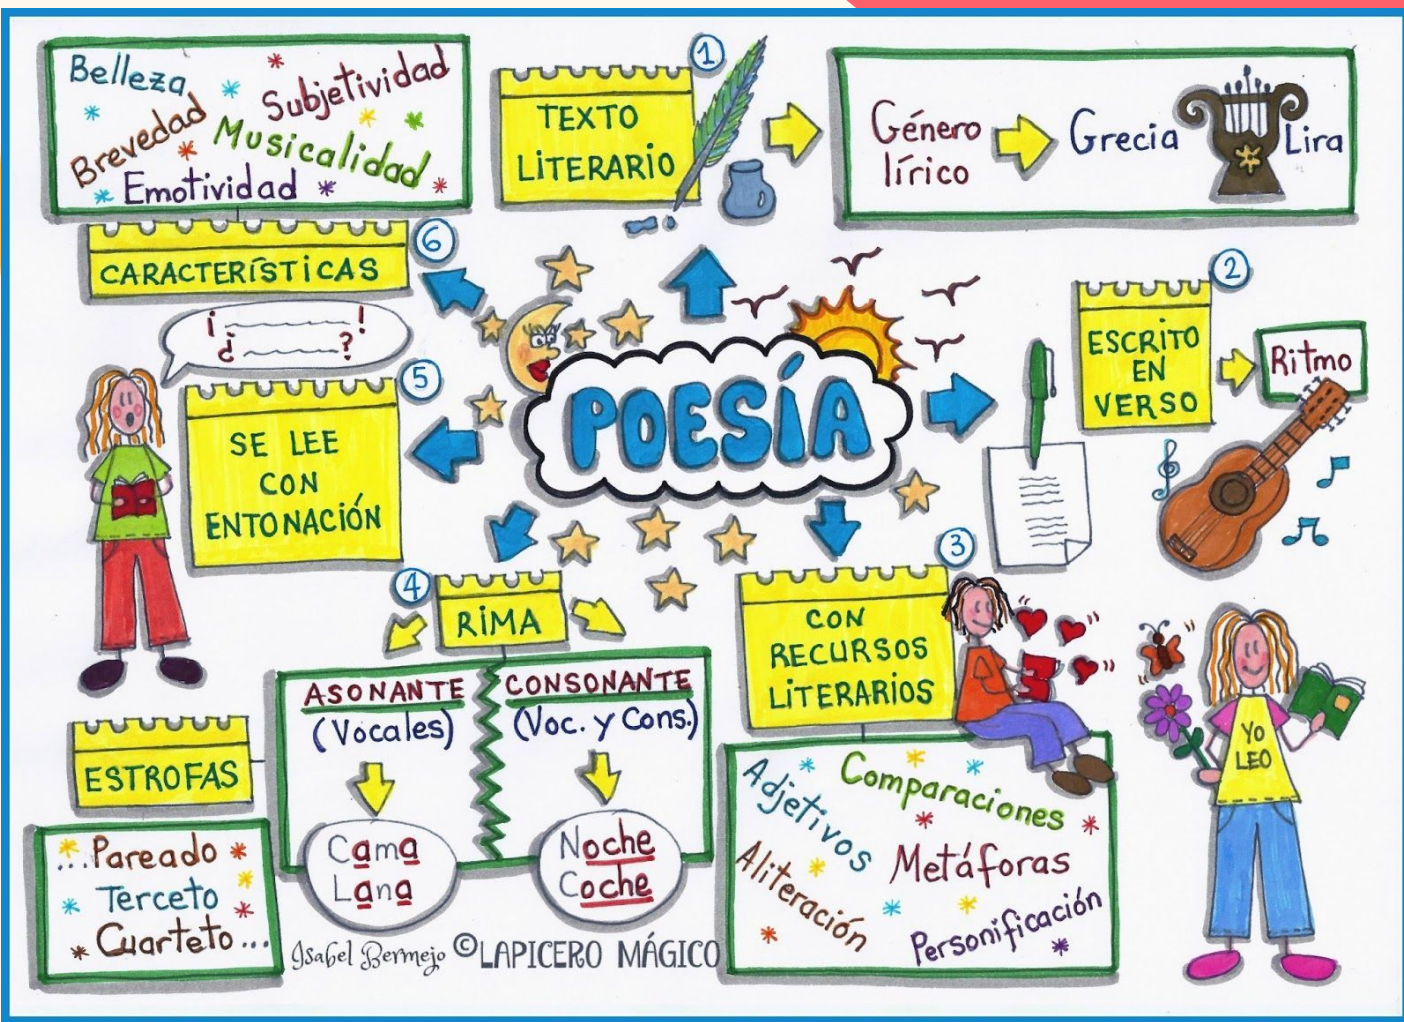 POESÍA
1
TEXTO
LITERARIO
Género
lírico
Grecia
Lira
2
ESCRITO
EN
VERSO
Ritmo
3
CON
RECURSOS
LITERARIOS
Adjetivos
Comparaciones
Aliteración
Metáforas
Personificación
4
RIMA
ASONANTE
(Vocales)
Cama
Lana
CONSONANTE
(Voc. y Cons.)
Noche
Coche
ESTROFAS
...Pareado
Terceto
Cuarteto...
5
SE LEE
CON
ENTONACIÓN
¡ !
¿ ?
6
CARACTERÍSTICAS
Belleza
Subjetividad
Brevedad
Musicalidad
Emotividad
YO
LEO
Isabel Bermejo ©LAPICERO MÁGICO